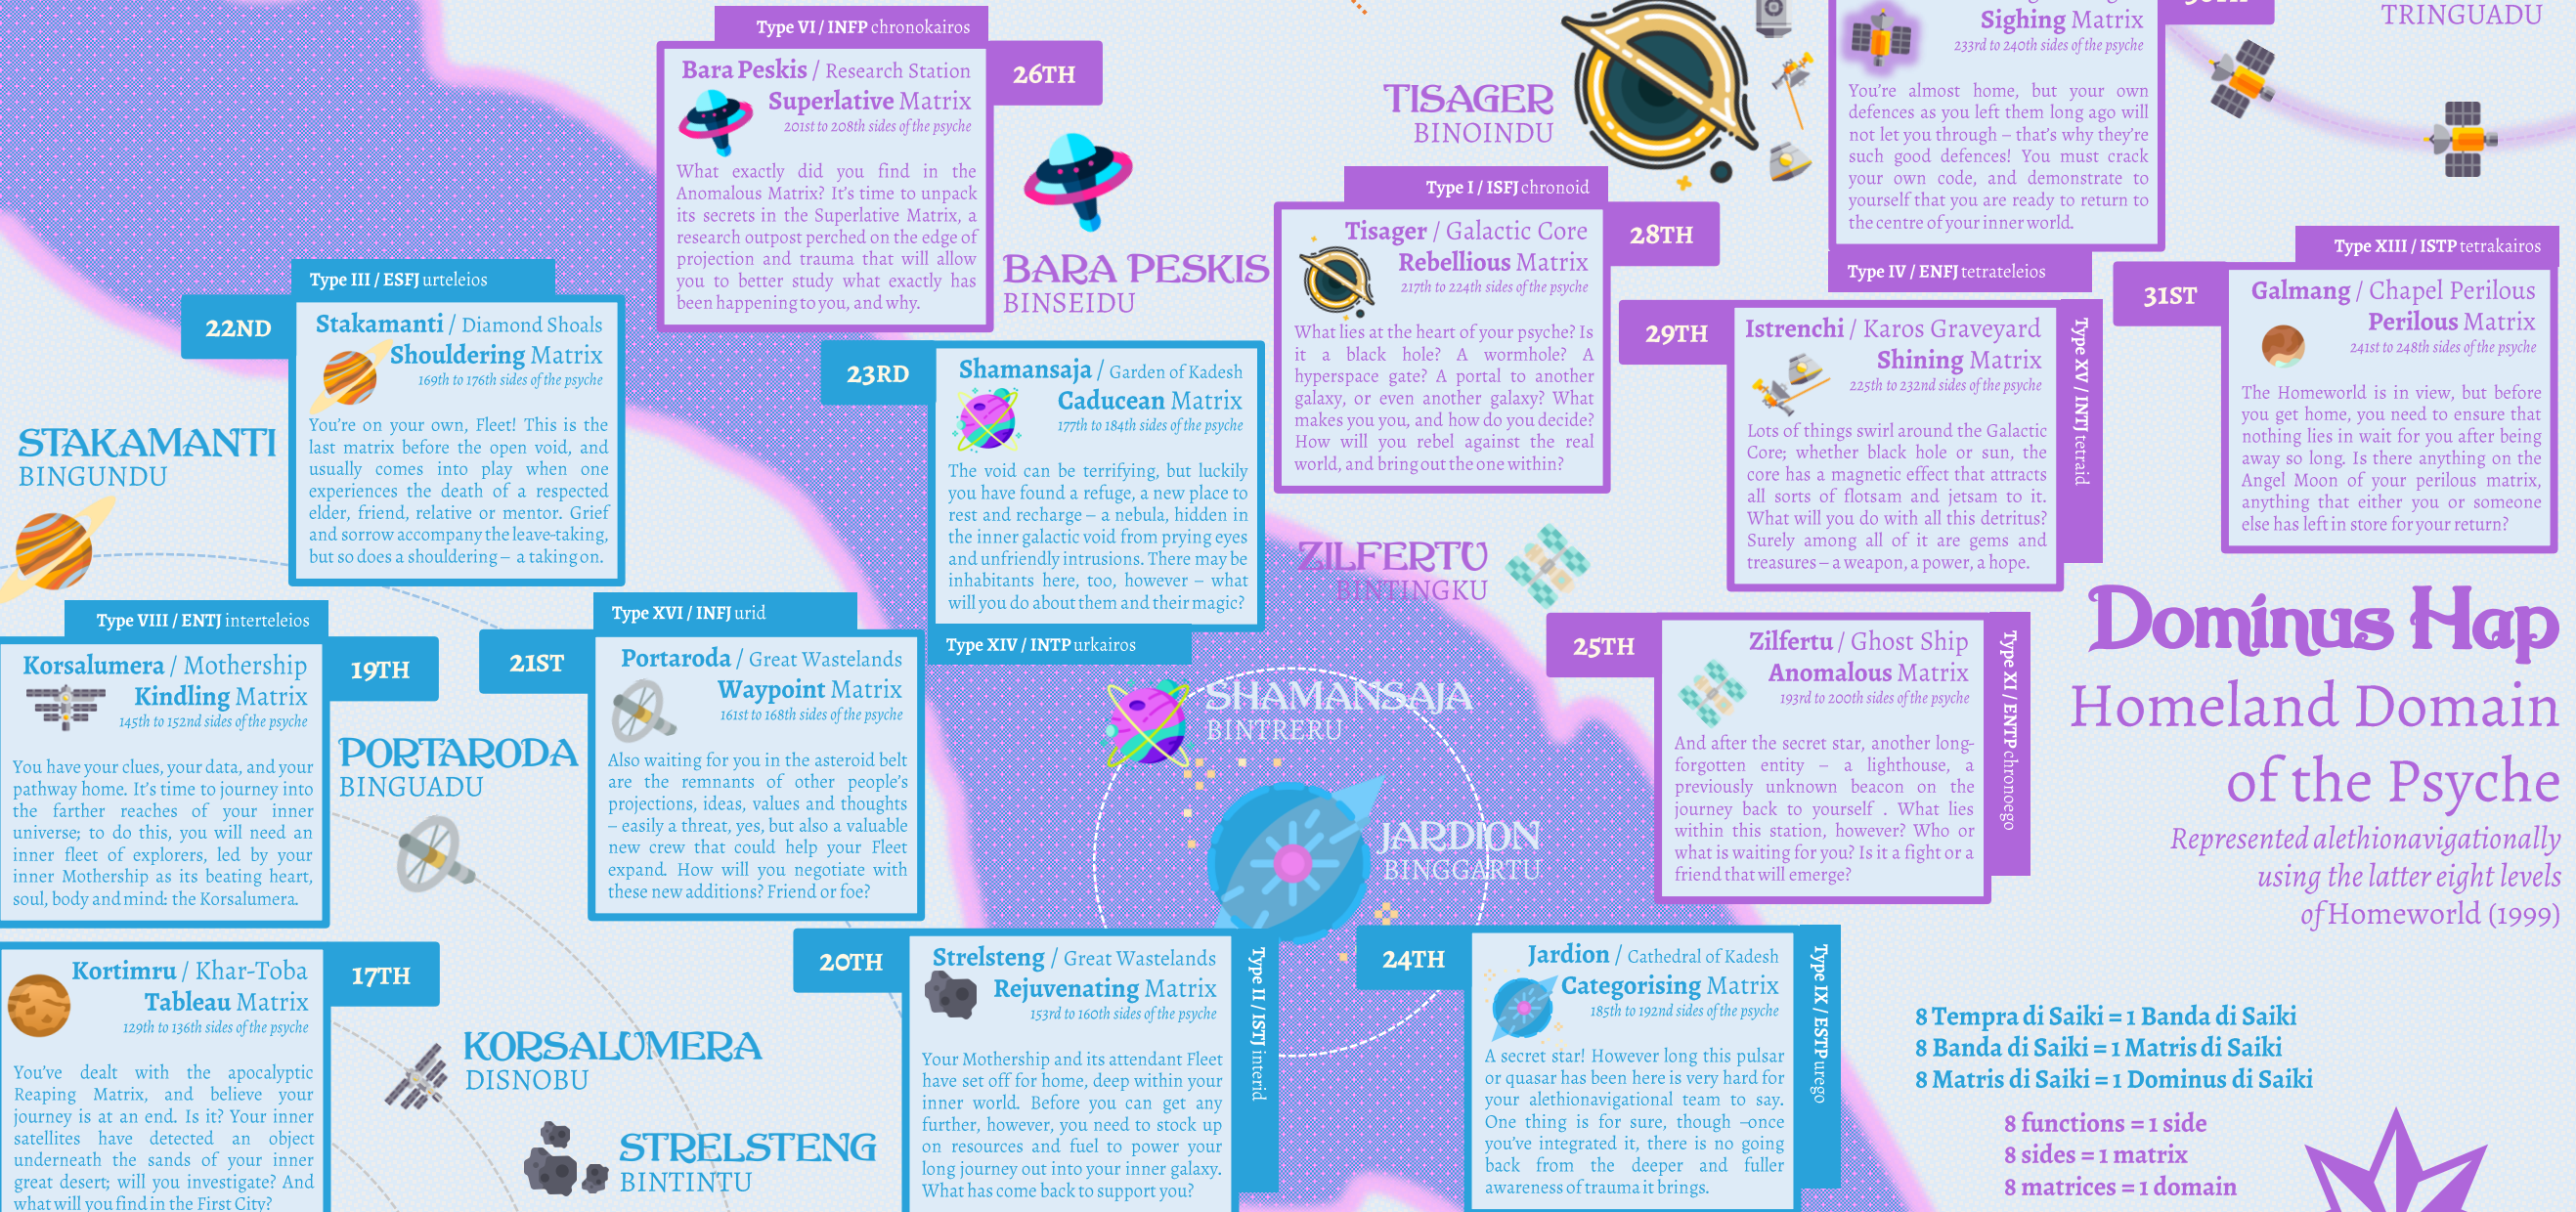 Type VI / INFP chronokairos
Bara Peskis / Research Station
Superlative Matrix
201st to 208th sides of the psyche
26TH
What exactly did you find in the
Anomalous Matrix? It's time to unpack
its secrets in the Superlative Matrix, a
research outpost perched on the edge of
projection and trauma that will allow
you to better study what exactly has
been happening to you, and why.
BARA PESKIS
BINSEIDU
TISAGER
BINOINDU
Sighing Matrix
233rd to 240th sides of the psyche
You're almost home, but your own
defences as you left them long ago will
not let you through – that's why they're
such good defences! You must crack
your own code, and demonstrate to
yourself that you are ready to return to
the centre of your inner world.
Type IV / ENFJ tetrateleios
TRINGUADU
Type I / ISFJ chronoid
Tisager / Galactic Core
Rebellious Matrix
217th to 224th sides of the psyche
28TH
What lies at the heart of your psyche? Is
it a black hole? A wormhole? A
hyperspace gate? A portal to another
galaxy, or even another galaxy? What
makes you you, and how do you decide?
How will you rebel against the real
world, and bring out the one within?
Type XIII / ISTP tetrakairos
31ST
Galmang / Chapel Perilous
Perilous Matrix
241st to 248th sides of the psyche
The Homeworld is in view, but before
you get home, you need to ensure that
nothing lies in wait for you after being
away so long. Is there anything on the
Angel Moon of your perilous matrix,
anything that either you or someone
else has left in store for your return?
Type III / ESFJ urteleios
22ND
Stakamanti / Diamond Shoals
Shouldering Matrix
169th to 176th sides of the psyche
You're on your own, Fleet! This is the
last matrix before the open void, and
usually comes into play when one
experiences the death of a respected
elder, friend, relative or mentor. Grief
and sorrow accompany the leave-taking,
but so does a shouldering – a taking on.
STAKAMANTI
BINGUNDU
23RD
Shamansaja / Garden of Kadesh
Caducean Matrix
177th to 184th sides of the psyche
The void can be terrifying, but luckily
you have found a refuge, a new place to
rest and recharge – a nebula, hidden in
the inner galactic void from prying eyes
and unfriendly intrusions. There may be
inhabitants here, too, however – what
will you do about them and their magic?
Type XIV / INTP urkairos
29TH
Istrenchi / Karos Graveyard
Shining Matrix
225th to 232nd sides of the psyche
Type XV / INTJ tetraid
Lots of things swirl around the Galactic
Core; whether black hole or sun, the
core has a magnetic effect that attracts
all sorts of flotsam and jetsam to it.
What will you do with all this detritus?
Surely among all of it are gems and
treasures – a weapon, a power, a hope.
ZILFERTU
BINTINGKU
Type VIII / ENTJ interteleios
Korsalumera / Mothership
Kindling Matrix
145th to 152nd sides of the psyche
19TH
You have your clues, your data, and your
pathway home. It's time to journey into
the farther reaches of your inner
universe; to do this, you will need an
inner fleet of explorers, led by your
inner Mothership as its beating heart,
soul, body and mind: the Korsalumera.
PORTARODA
BINGUADU
Type XVI / INFJ urid
21ST
Portaroda / Great Wastelands
Waypoint Matrix
161st to 168th sides of the psyche
Also waiting for you in the asteroid belt
are the remnants of other people's
projections, ideas, values and thoughts
– easily a threat, yes, but also a valuable
new crew that could help your Fleet
expand. How will you negotiate with
these new additions? Friend or foe?
SHAMANSAJA
BINTRERU
JARDION
BINGGARTU
25TH
Zilfertu / Ghost Ship
Anomalous Matrix
193rd to 200th sides of the psyche
Type XI / ENTP chronoego
And after the secret star, another long-
forgotten entity – a lighthouse, a
previously unknown beacon on the
journey back to yourself . What lies
within this station, however? Who or
what is waiting for you? Is it a fight or a
friend that will emerge?
Dominus Hap
Homeland Domain
of the Psyche
Represented alethionavigationally
using the latter eight levels
of Homeworld (1999)
Kortimru / Khar-Toba
Tableau Matrix
129th to 136th sides of the psyche
17TH
You've dealt with the apocalyptic
Reaping Matrix, and believe your
journey is at an end. Is it? Your inner
satellites have detected an object
underneath the sands of your inner
great desert; will you investigate? And
what will you find in the First City?
KORSALUMERA
DISNOBU
STRELSTENG
BINTINTU
20TH
Strelsteng / Great Wastelands
Rejuvenating Matrix
153rd to 160th sides of the psyche
Type II / ISTJ interid
Your Mothership and its attendant Fleet
have set off for home, deep within your
inner world. Before you can get any
further, however, you need to stock up
on resources and fuel to power your
long journey out into your inner galaxy.
What has come back to support you?
24TH
Jardion / Cathedral of Kadesh
Categorising Matrix
185th to 192nd sides of the psyche
Type IX / ESTP urego
A secret star! However long this pulsar
or quasar has been here is very hard for
your alethionavigational team to say.
One thing is for sure, though –once
you've integrated it, there is no going
back from the deeper and fuller
awareness of trauma it brings.
8 Tempra di Saiki = 1 Banda di Saiki
8 Banda di Saiki = 1 Matris di Saiki
8 Matris di Saiki = 1 Dominus di Saiki
8 functions = 1 side
8 sides = 1 matrix
8 matrices = 1 domain